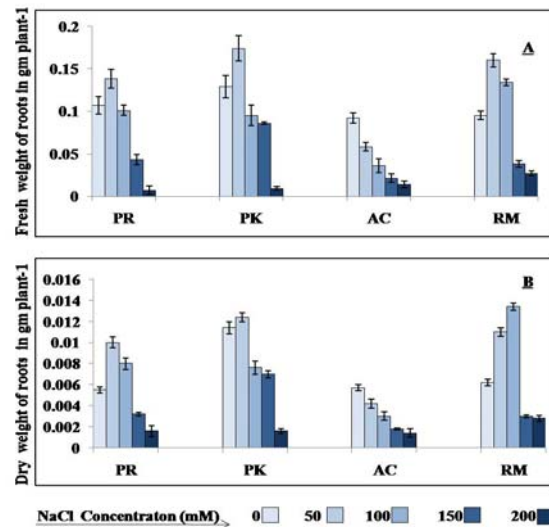 Fresh weight of roots in gm plant-1
A
0.2
0.15
0.1
0.05
0
PR PK AC RM
Dry weight of roots in gm plant-1
B
0.016
0.014
0.012
0.01
0.008
0.006
0.004
0.002
0
PR PK AC RM
NaCl Concentraton (mM) 0 50 100 150 200